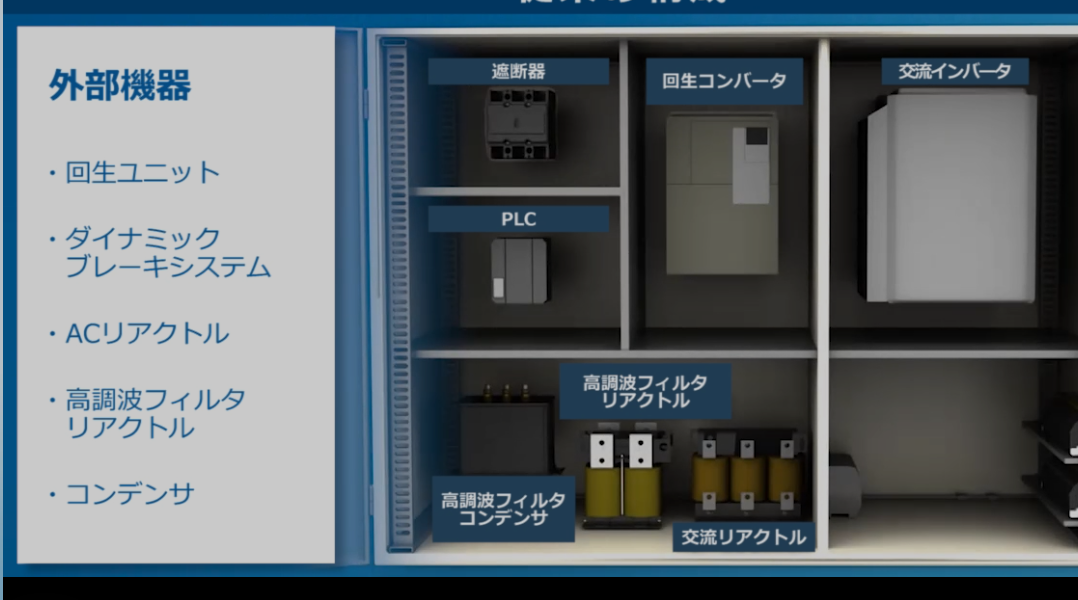 外部機器
・回生ユニット
・ダイナミック
ブレーキシステム
・ACリアクトル
・高調波フィルタ
リアクトル
・コンデンサ
遮断器
回生コンバータ
交流インバータ
PLC
高調波フィルタ
リアクトル
高調波フィルタ
コンデンサ
交流リアクトル